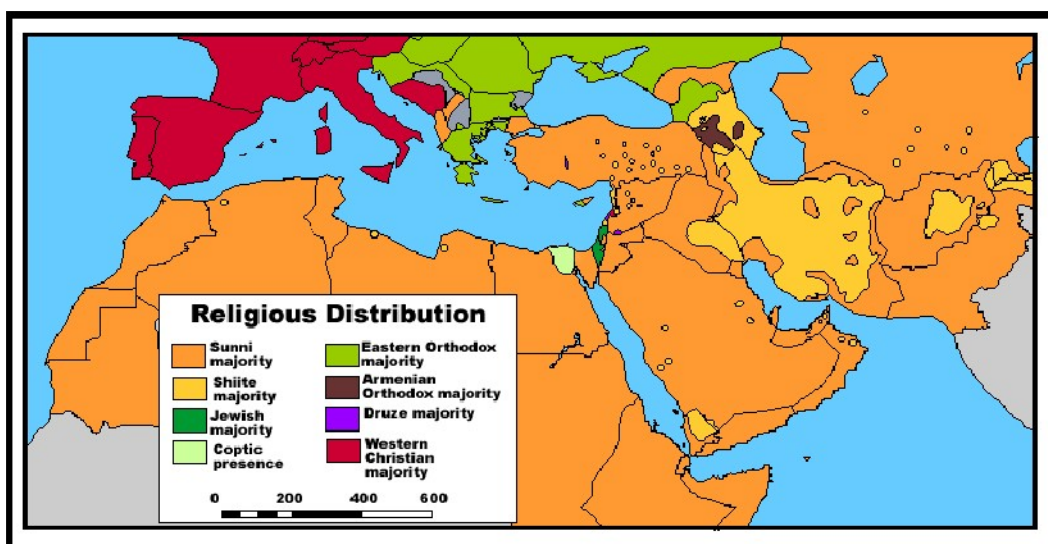 Religious Distribution
Sunni
majority
Shiite
majority
Jewish
majority
Coptic
presence
Eastern Orthodox
majority
Armenian
Orthodox majority
Druze majority
Western
Christian
majority
0 200 400 600